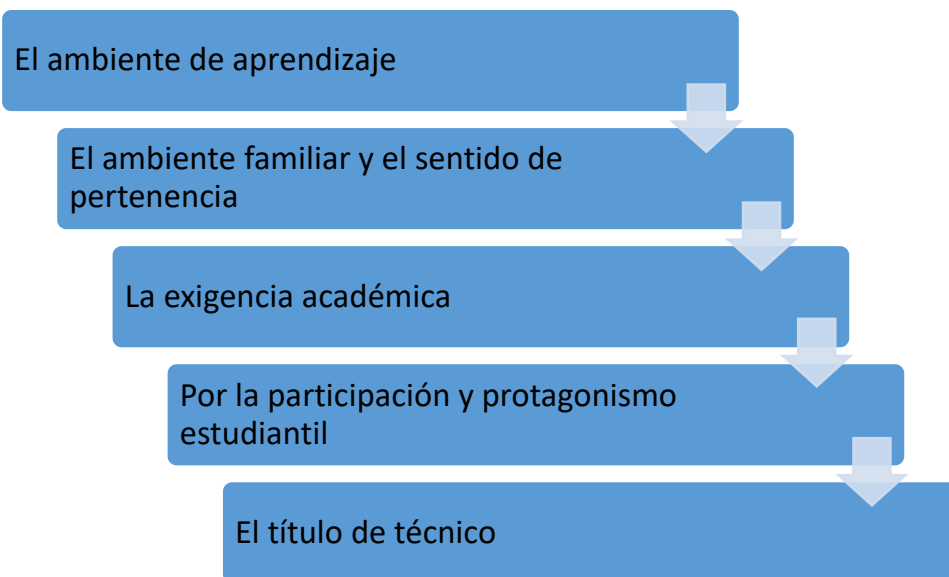 El ambiente de aprendizaje
El ambiente familiar y el sentido de
pertenencia
La exigencia académica
Por la participación y protagonismo
estudiantil
El título de técnico